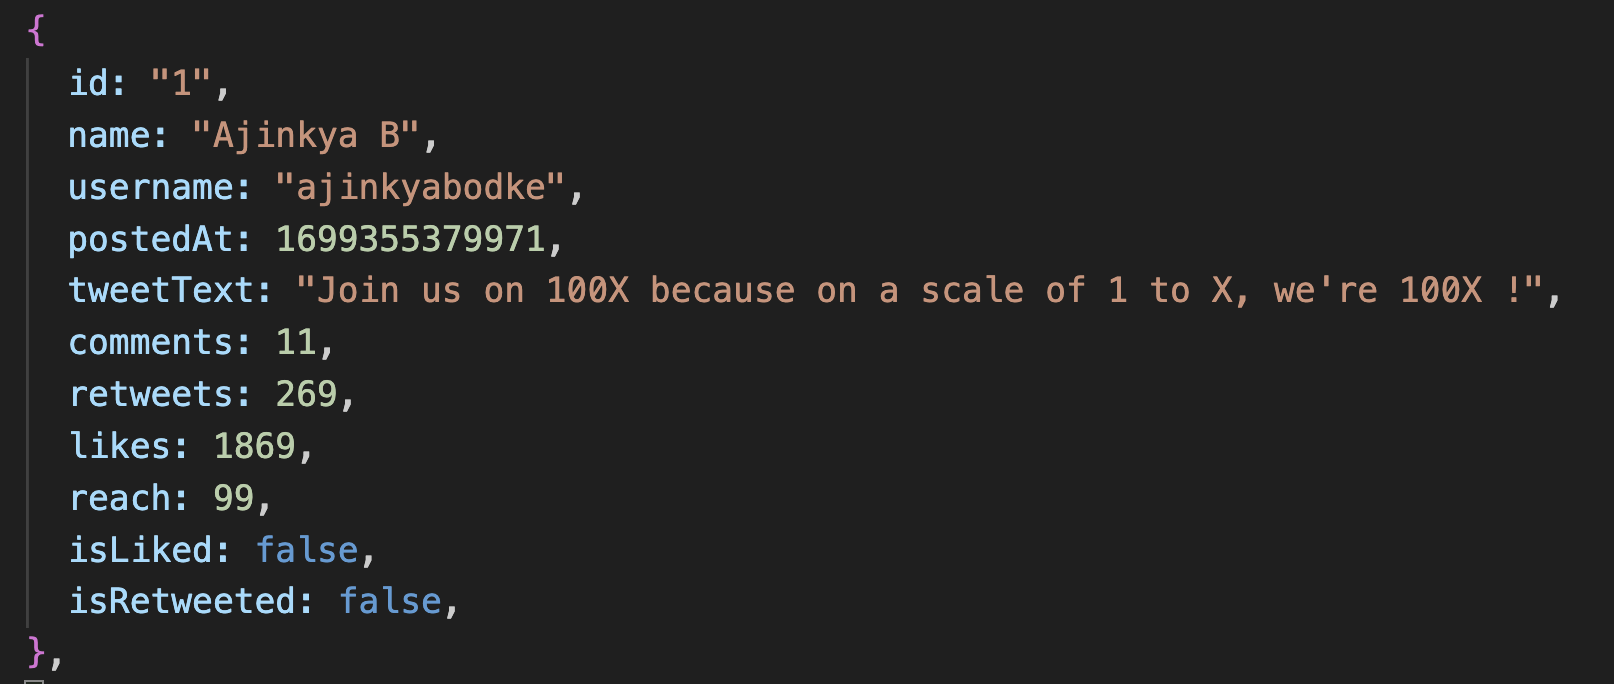 {
id: "1",
name: "Ajinkya B",
username: "ajinkyabodke",
postedAt: 1699355379971,
tweetText: "Join us on 100X because on a scale of 1 to X, we're 100X !",
comments: 11,
retweets: 269,
likes: 1869,
reach: 99,
isLiked: false,
isRetweeted: false,
},